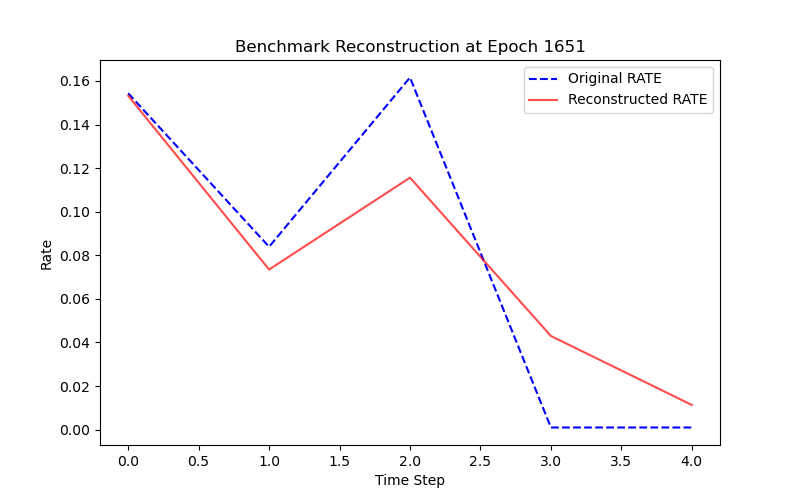 Benchmark Reconstruction at Epoch 1651
Original RATE
Reconstructed RATE
0.16
0.14
0.12
0.10
0.08
0.06
0.04
0.02
0.00
Rate
0.0 0.5 1.0 1.5 2.0 2.5 3.0 3.5 4.0
Time Step